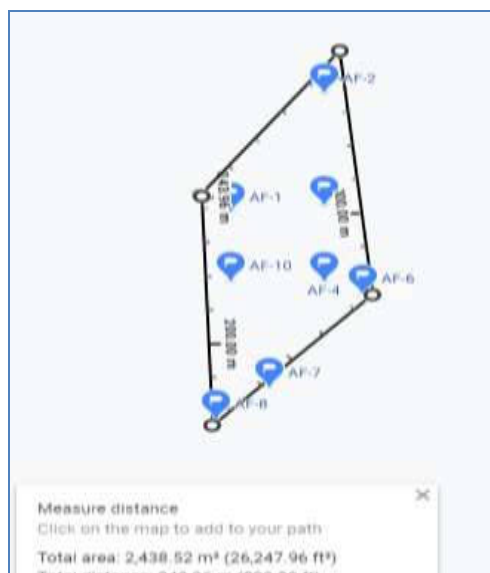 AF-2
AF-1
100.00 m
AF-10
AF-4
AF-6
200.00 m
AF-7
AF-8
Measure distance
Click on the map to add to your path
Total area: 2,438.52 m² (26,247.96 ft²)